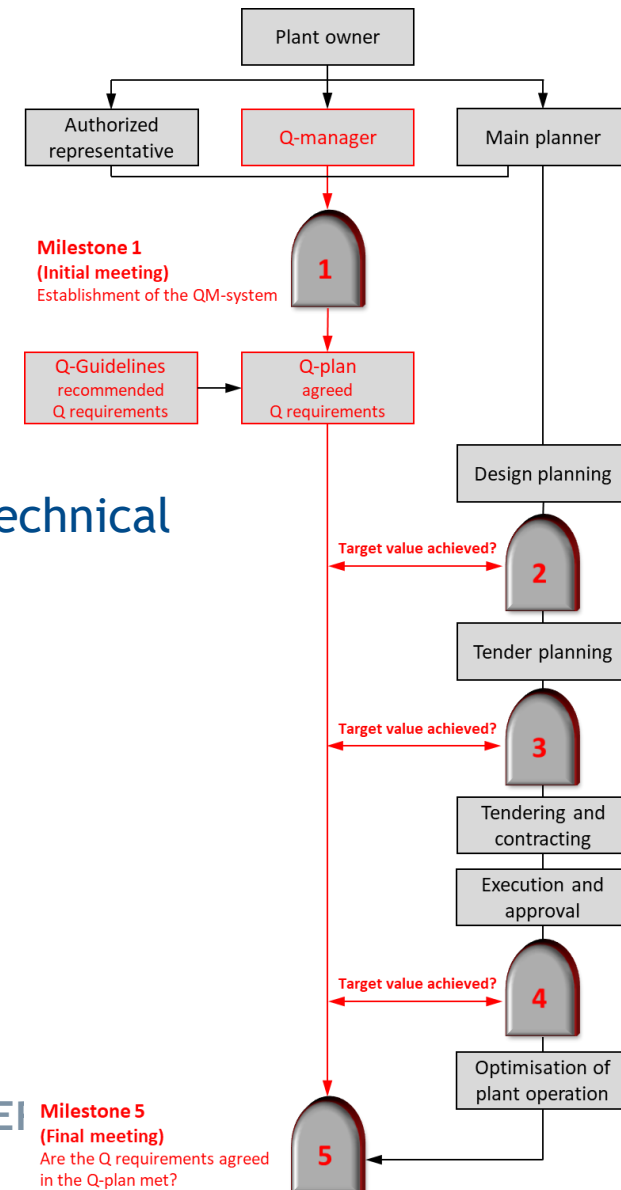 Plant owner
Authorized
representative
Q-manager
Main planner
Milestone 1
(Initial meeting)
Establishment of the QM-system
1
Q-Guidelines
recommended
Q requirements
Q-plan
agreed
Q requirements
Design planning
echnical
Target value achieved?
2
Tender planning
Target value achieved?
3
Tendering and
contracting
Execution and
approval
Target value achieved?
4
Optimisation of
plant operation
Milestone 5
(Final meeting)
Are the Q requirements agreed
in the Q-plan met?
5